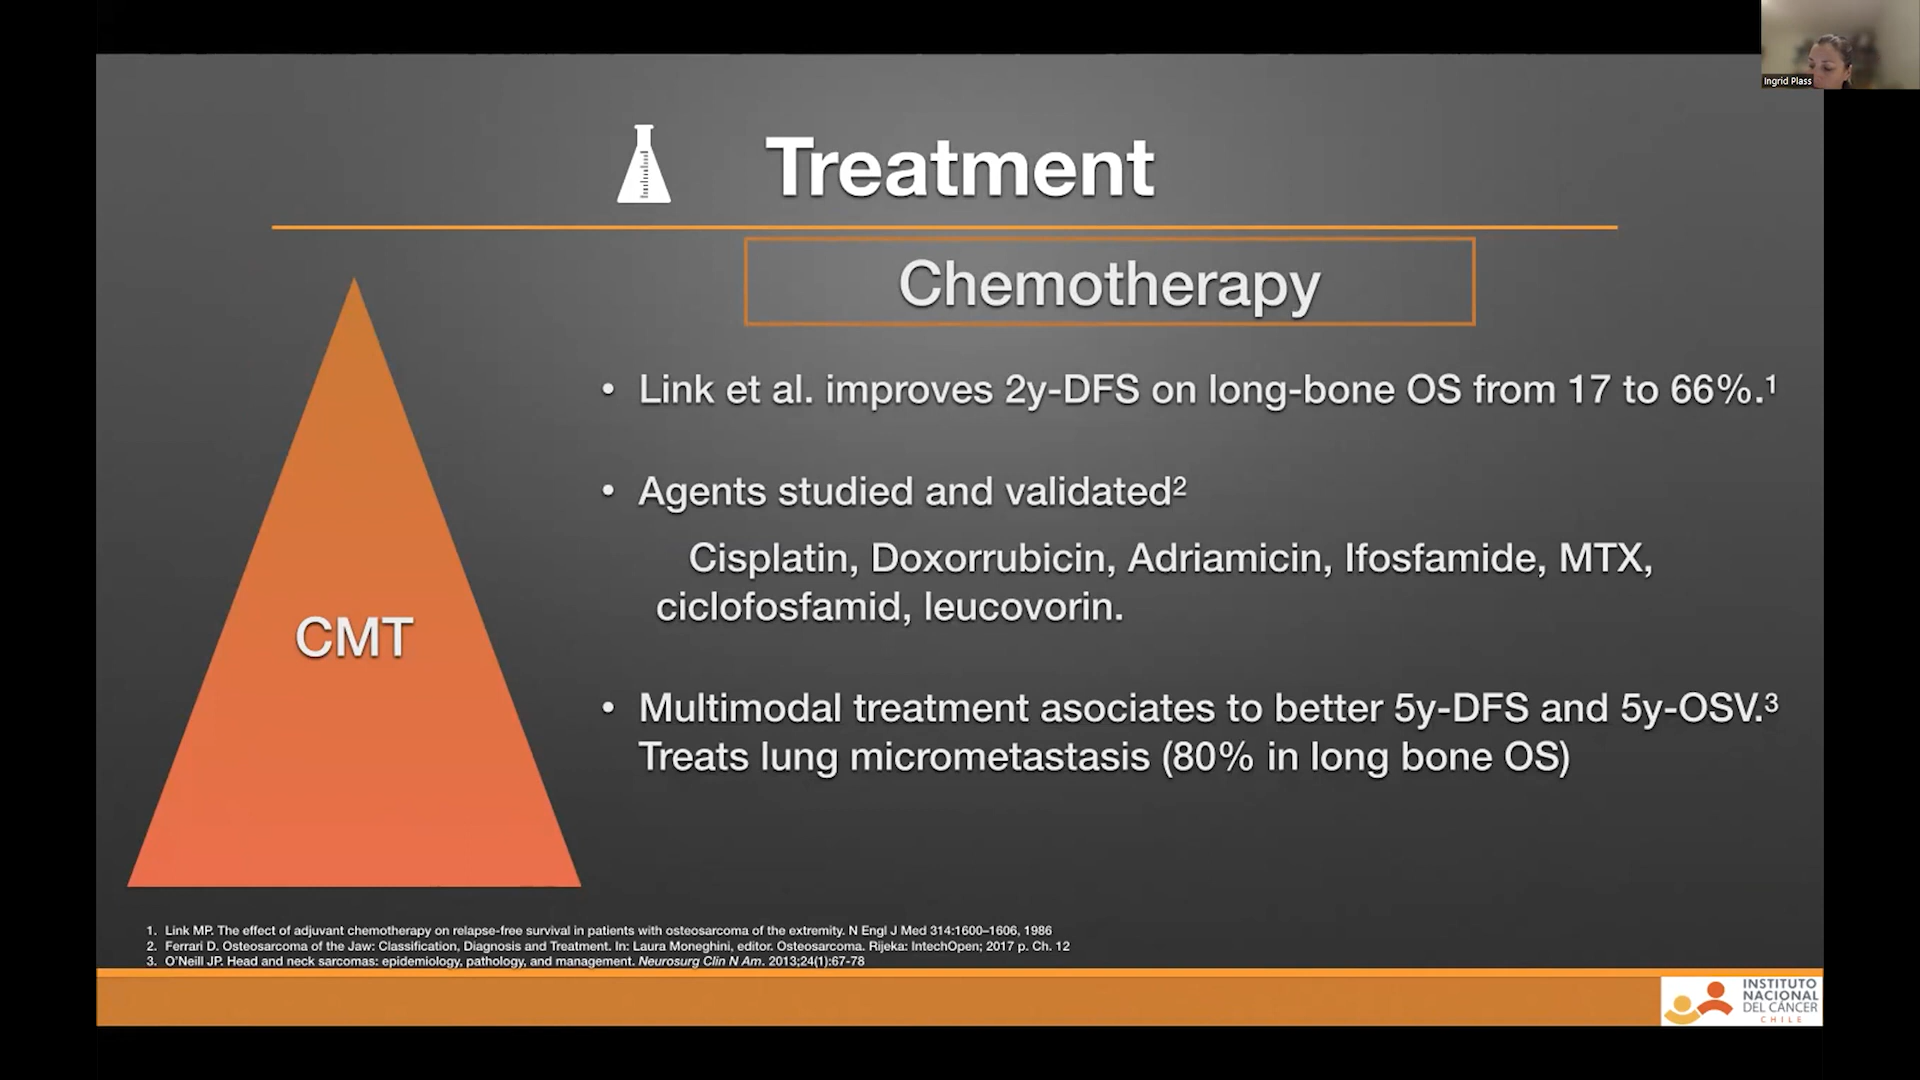 Ingrid Plass
Treatment
Chemotherapy
• Link et al. improves 2y-DFS on long-bone OS from 17 to 66%.¹
• Agents studied and validated²
Cisplatin, Doxorrubicin, Adriamicin, Ifosfamide, MTX,
ciclofosfamid, leucovorin.
• Multimodal treatment asociates to better 5y-DFS and 5y-OSV.³
Treats lung micrometastasis (80% in long bone OS)
CMT
1. Link MP. The effect of adjuvant chemotherapy on relapse-free survival in patients with osteosarcoma of the extremity. N Engl J Med 314:1600–1606, 1986
2. Ferrari D. Osteosarcoma of the Jaw: Classification, Diagnosis and Treatment. In: Laura Moneghini, editor. Osteosarcoma. Rijeka: IntechOpen; 2017 p. Ch. 12
3. O'Neill JP. Head and neck sarcomas: epidemiology, pathology, and management. Neurosurg Clin N Am. 2013;24(1):67-78
INSTITUTO
NACIONAL
DEL CÁNCER
CHILE